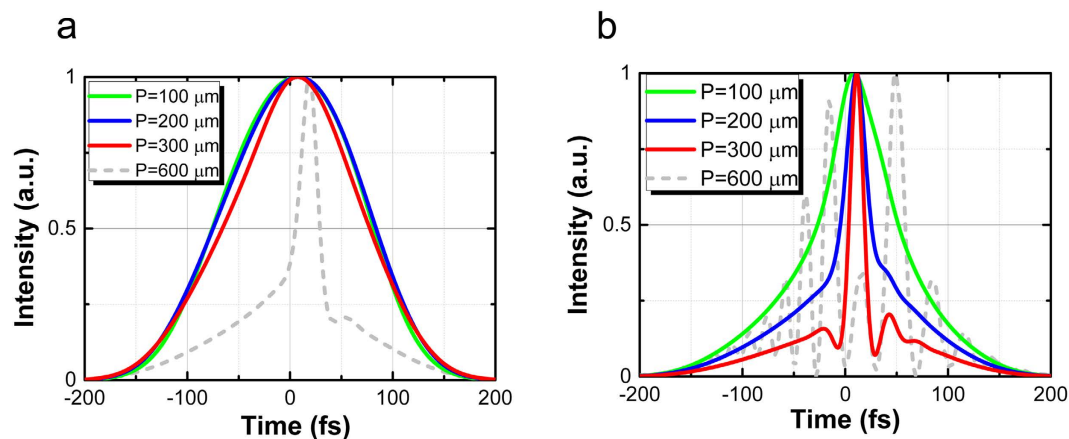 a
Intensity (a.u.)
1
0.5
0
P=100 μm
P=200 μm
P=300 μm
P=600 μm
-200 -100 0 100 200
Time (fs)
b
Intensity (a.u.)
1
0.5
0
P=100 μm
P=200 μm
P=300 μm
P=600 μm
-200 -100 0 100 200
Time (fs)